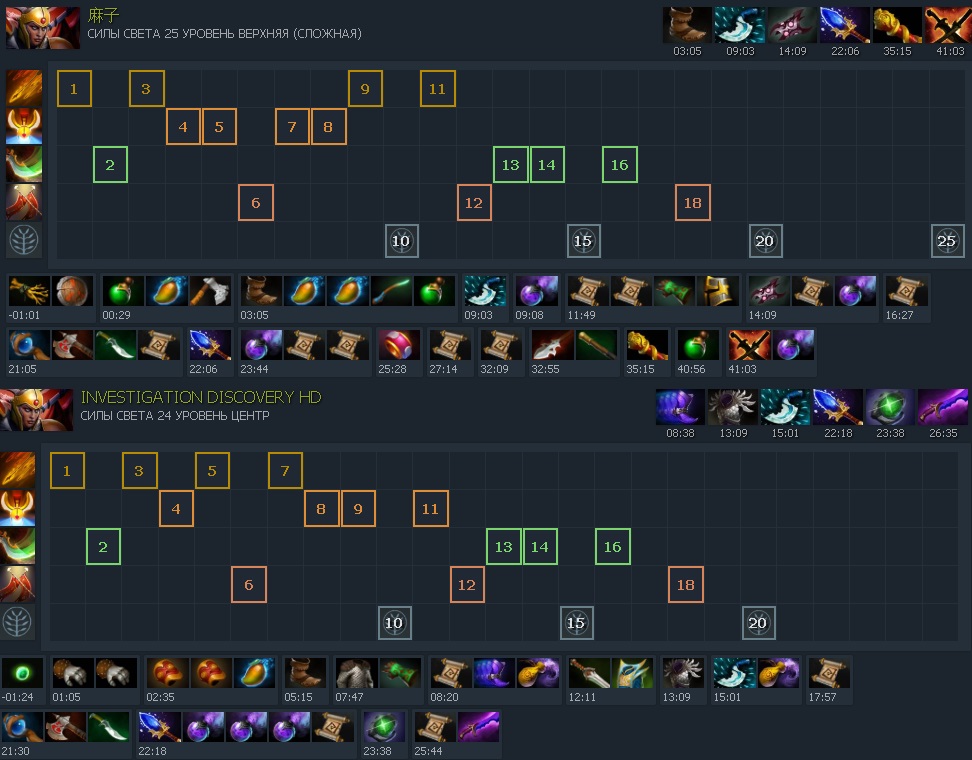 麻子
СИЛЫ СВЕТА 25 УРОВЕНЬ ВЕРХНЯЯ (СЛОЖНАЯ)
03:05 09:03 14:09 22:06 35:15 41:03
1 3 9 11
4 5 7 8
2 13 14 16
6 12 18
10 15 20 25
-01:01 00:29 03:05 09:03 09:08 11:49 14:09 16:27
21:05 22:06 23:44 25:28 27:14 32:09 32:55 35:15 40:56 41:03
INVESTIGATION DISCOVERY HD
СИЛЫ СВЕТА 24 УРОВЕНЬ ЦЕНТР
08:38 13:09 15:01 22:18 23:38 26:35
1 3 5 7
4 8 9 11
2 13 14 16
6 12 18
10 15 20
-01:24 01:05 02:35 05:15 07:47 08:20 12:11 13:09 15:01 17:57
21:30 22:18 23:38 25:44